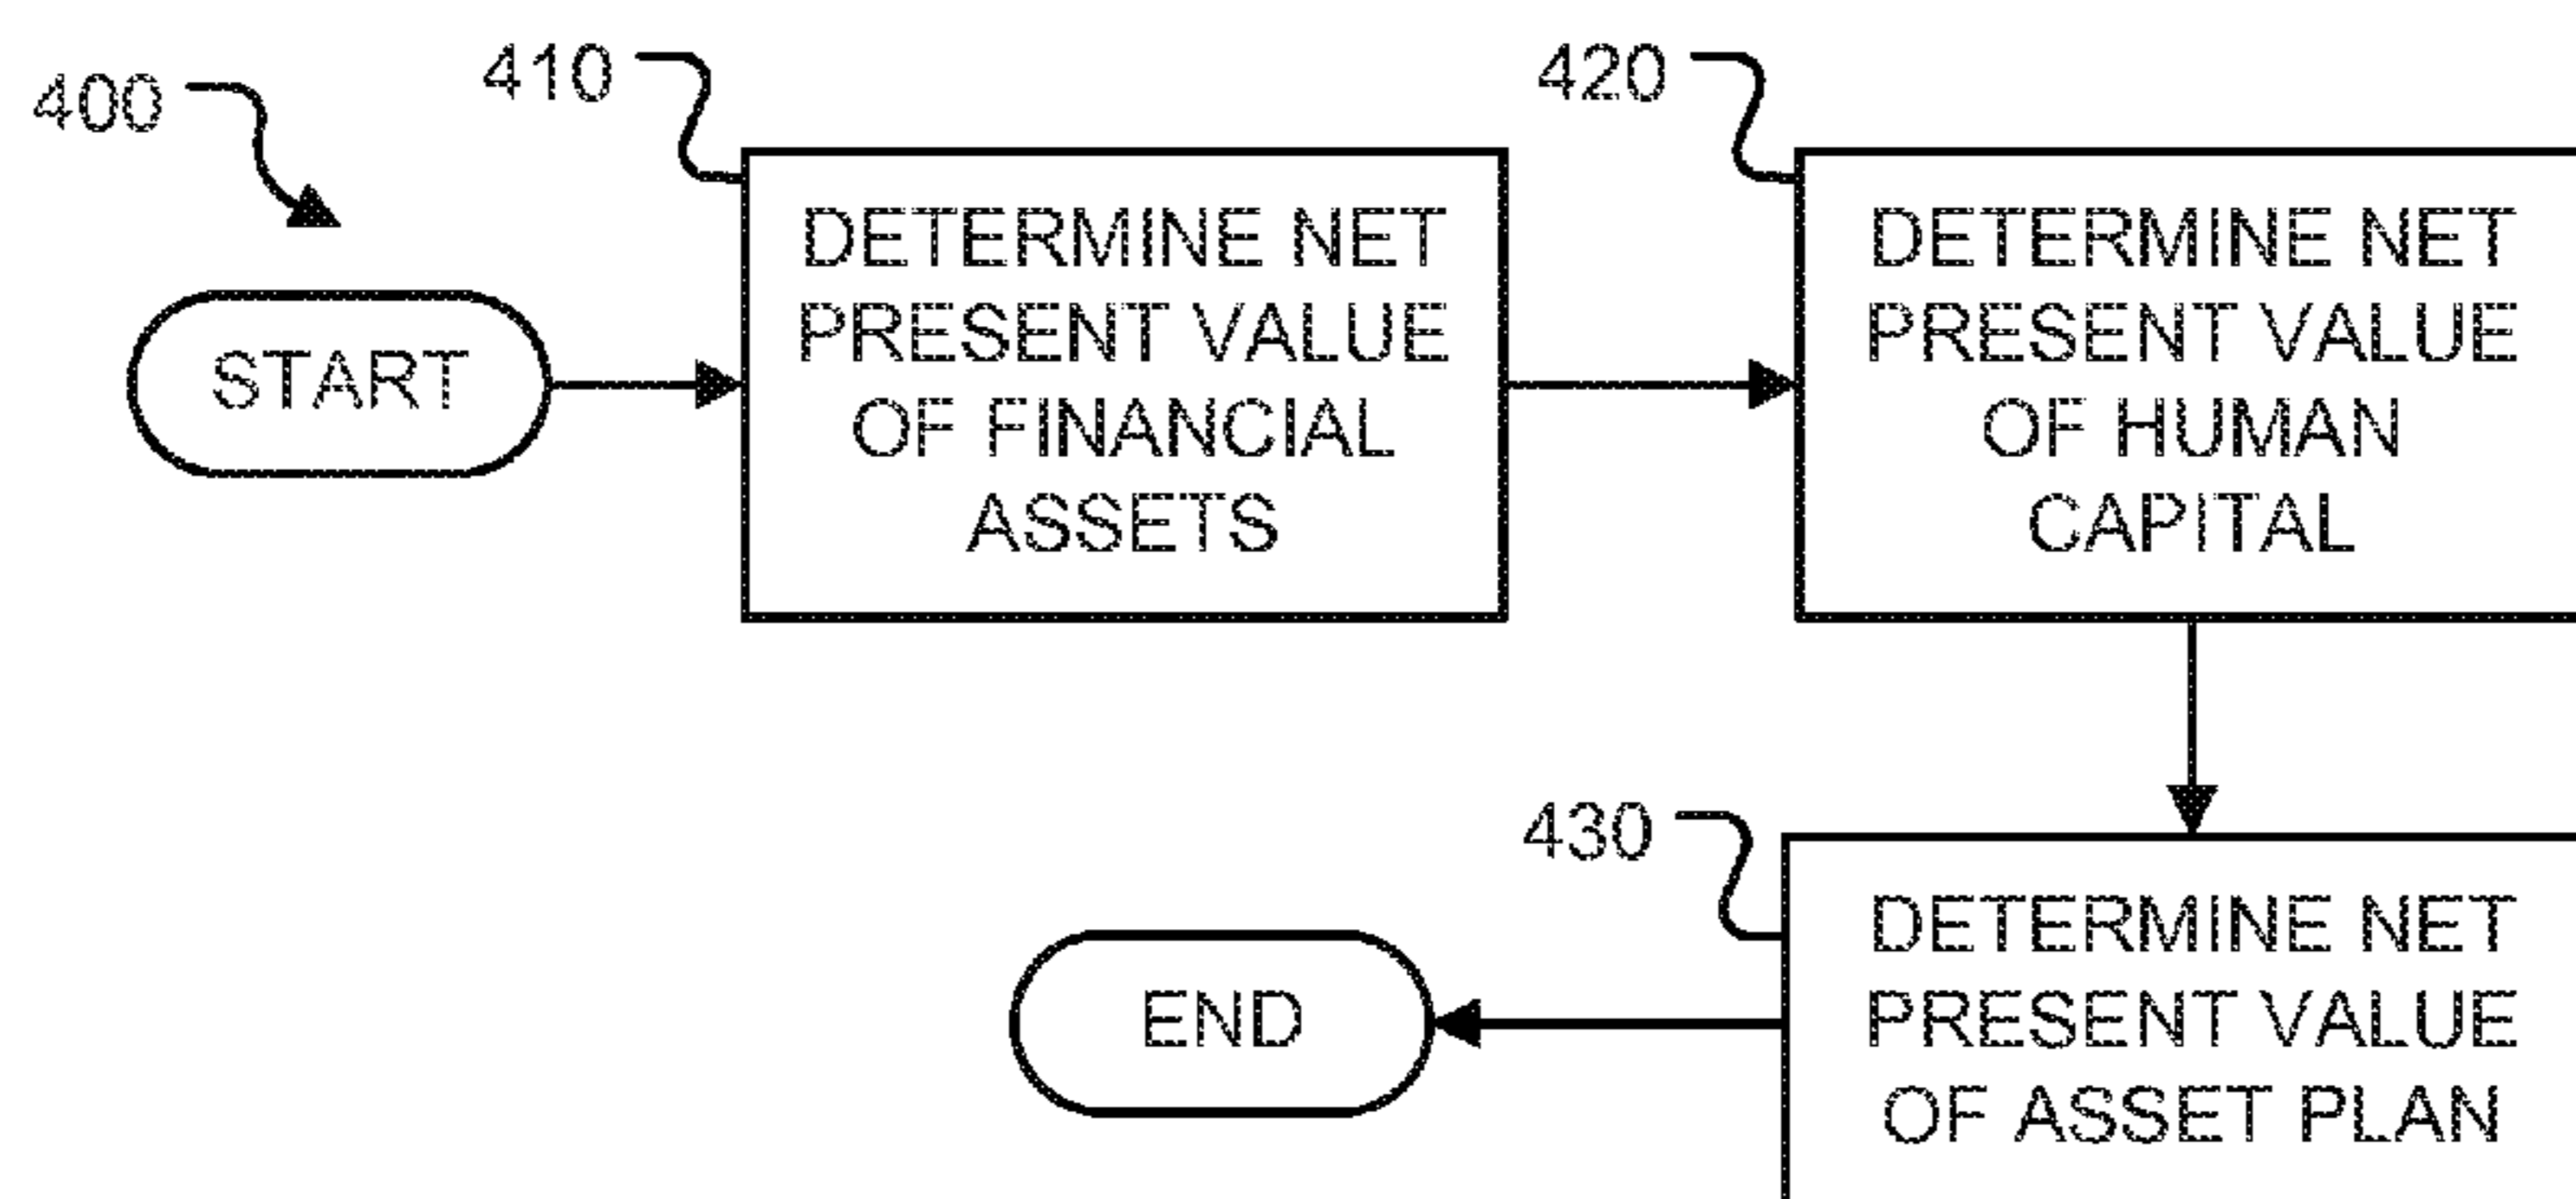 400
410
420
START
DETERMINE NET
PRESENT VALUE
OF FINANCIAL
ASSETS
DETERMINE NET
PRESENT VALUE
OF HUMAN
CAPITAL
430
DETERMINE NET
PRESENT VALUE
OF ASSET PLAN
END